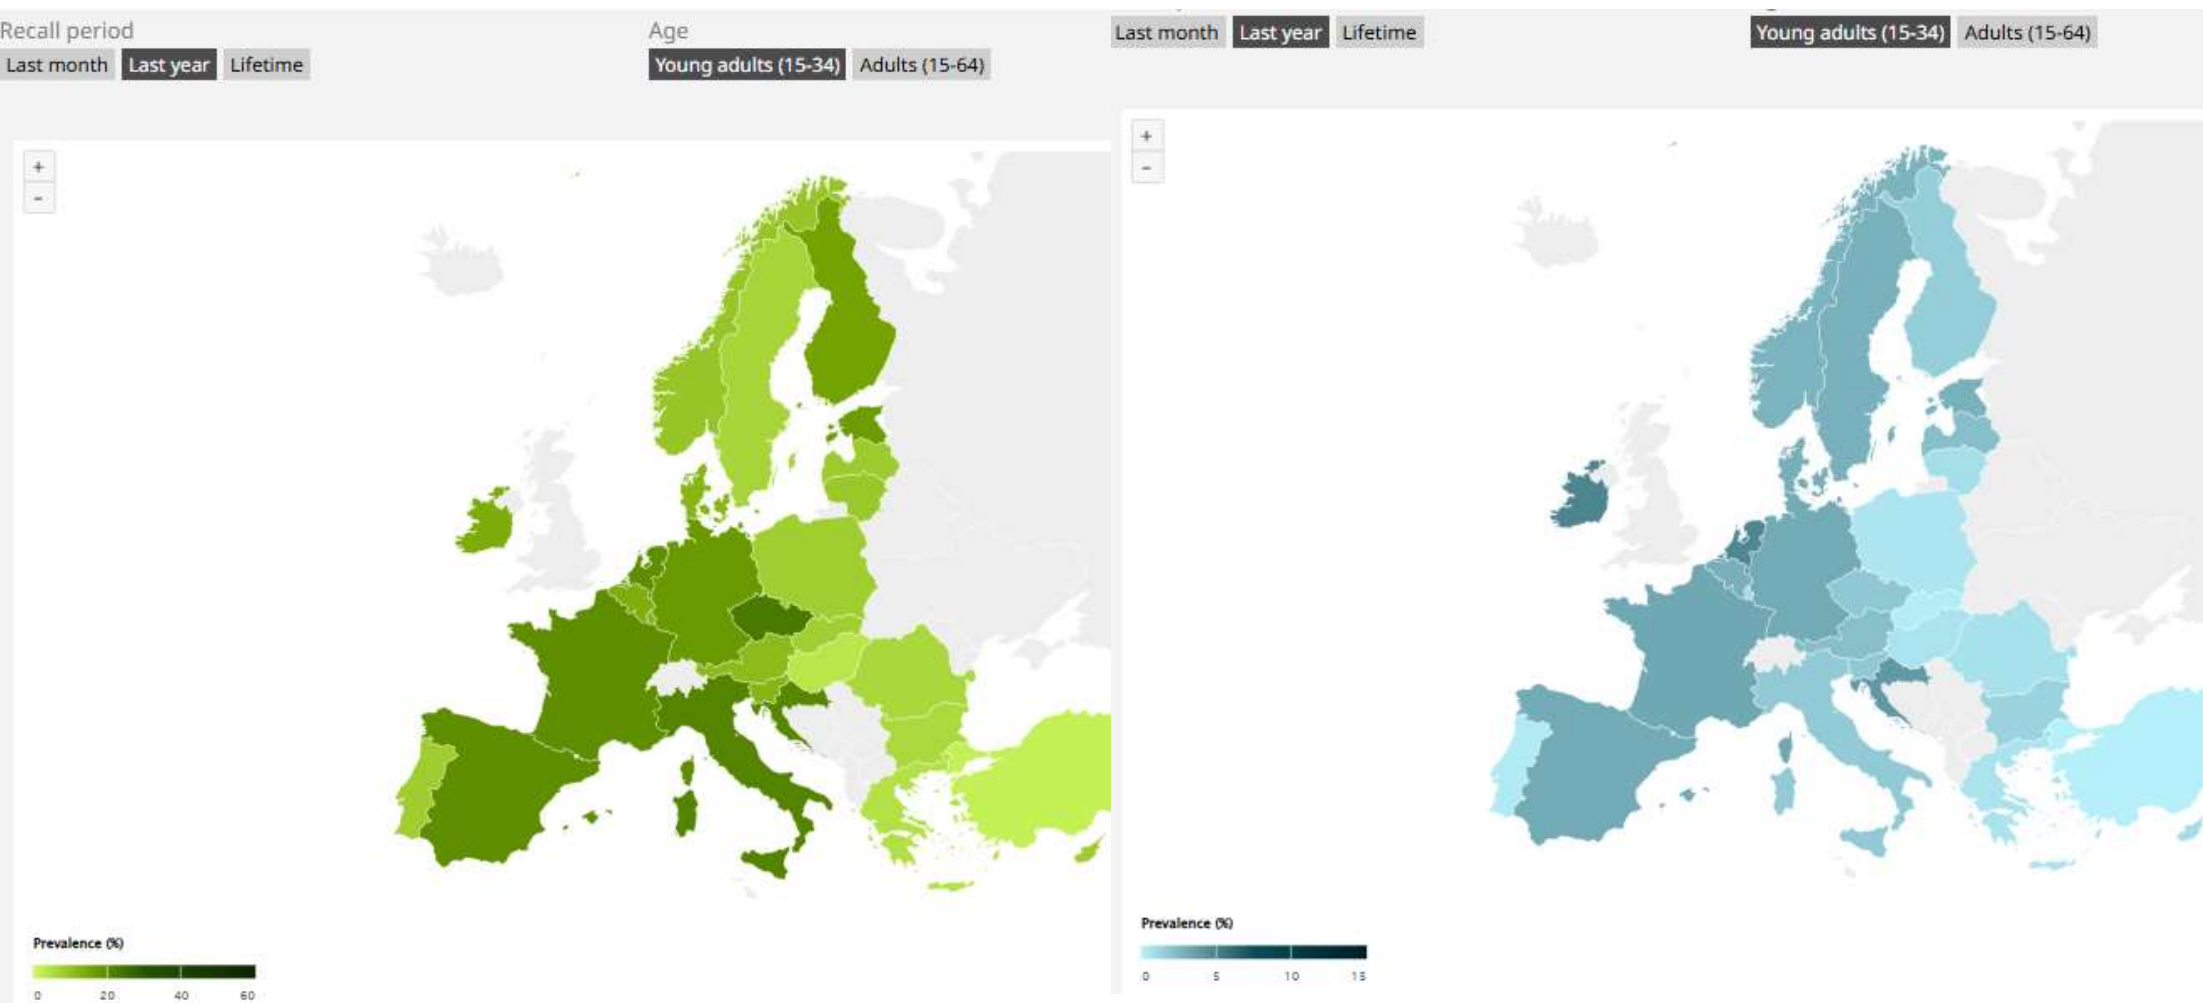 Recall period
Last month Last year Lifetime
Age
Young adults (15-34) Adults (15-64)
+
-
Prevalence (%)
0 20 40 60
Last month Last year Lifetime
Young adults (15-34) Adults (15-64)
+
-
Prevalence (%)
0 5 10 15